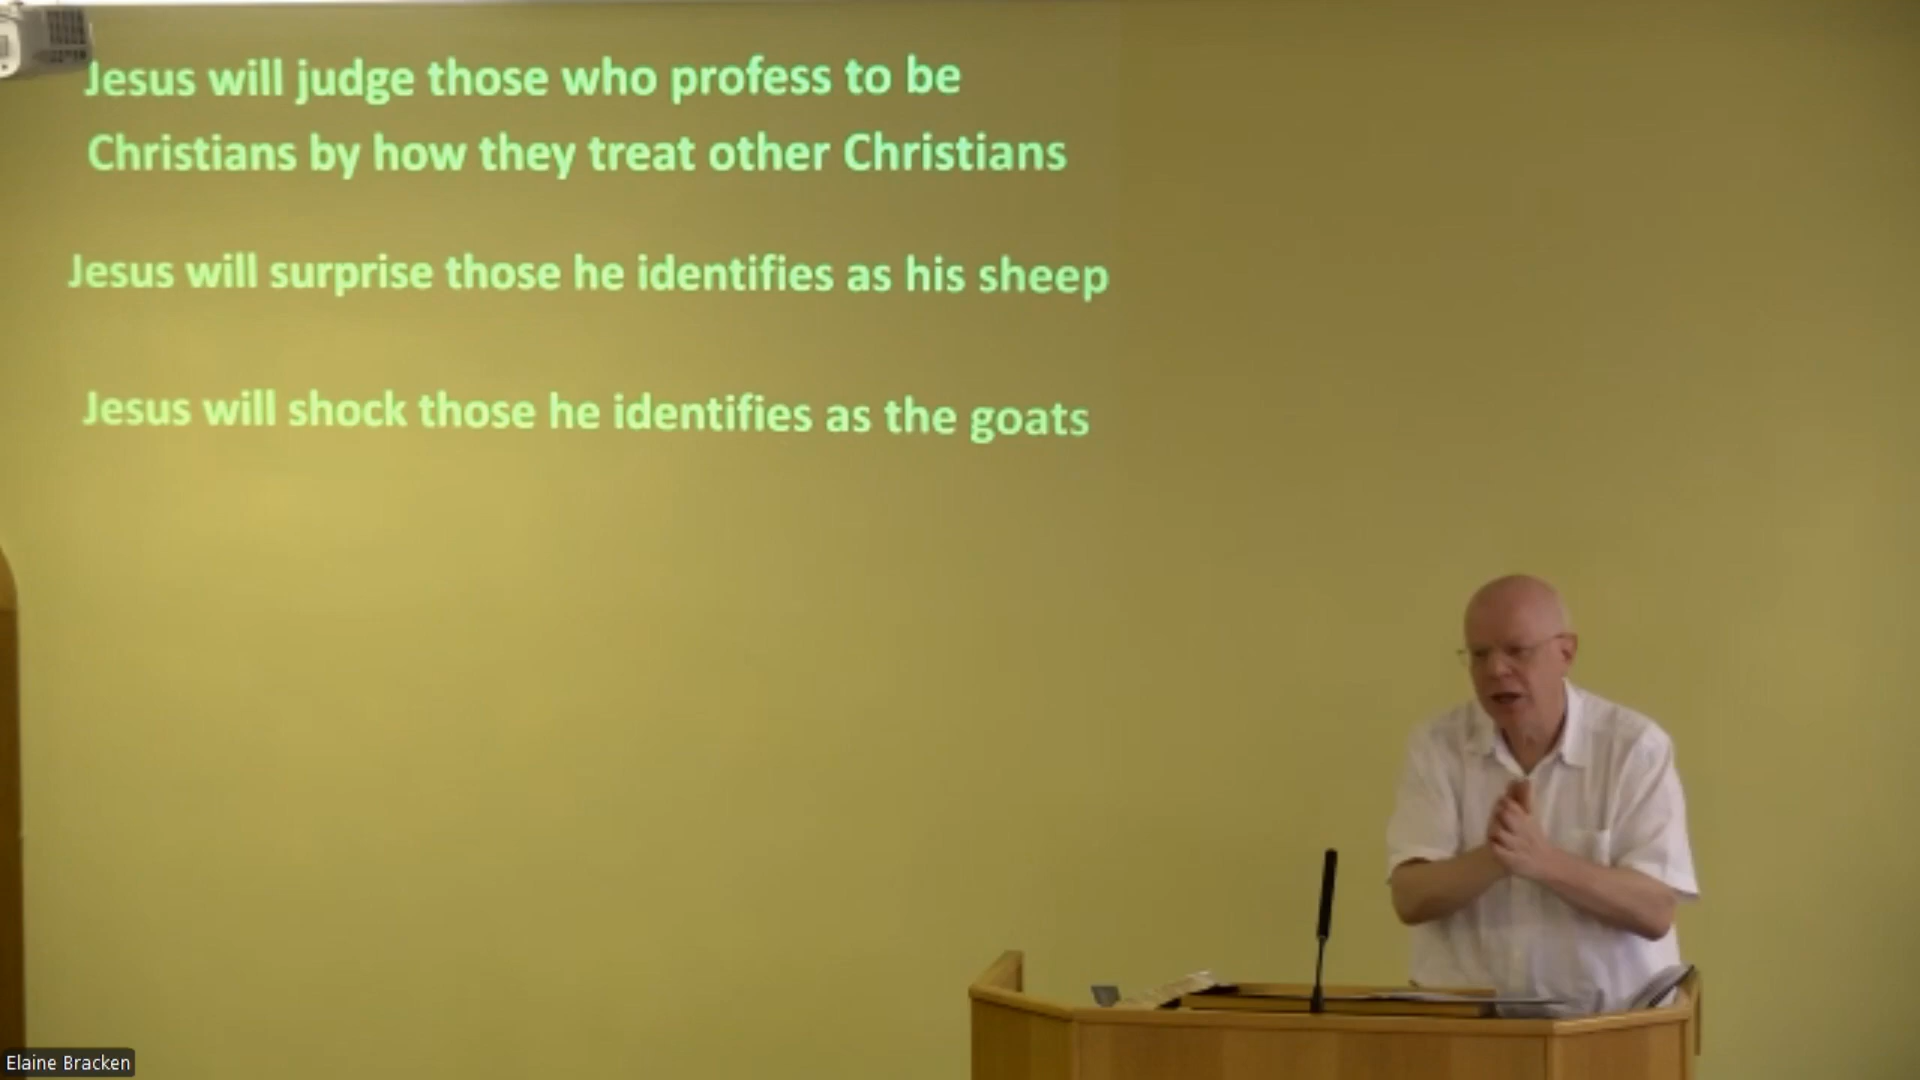 Jesus will judge those who profess to be
Christians by how they treat other Christians
Jesus will surprise those he identifies as his sheep
Jesus will shock those he identifies as the goats
Elaine Bracken